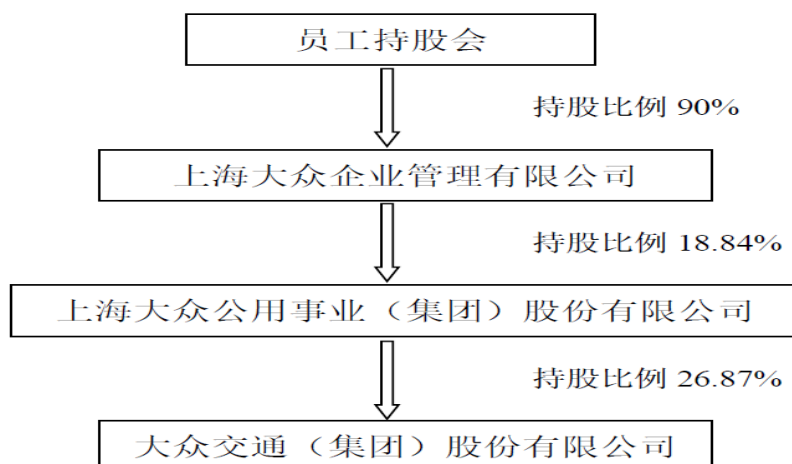 员工持股会
持股比例 90%
上海大众企业管理有限公司
持股比例 18.84%
上海大众公用事业（集团）股份有限公司
持股比例 26.87%
大众交通（集团）股份有限公司